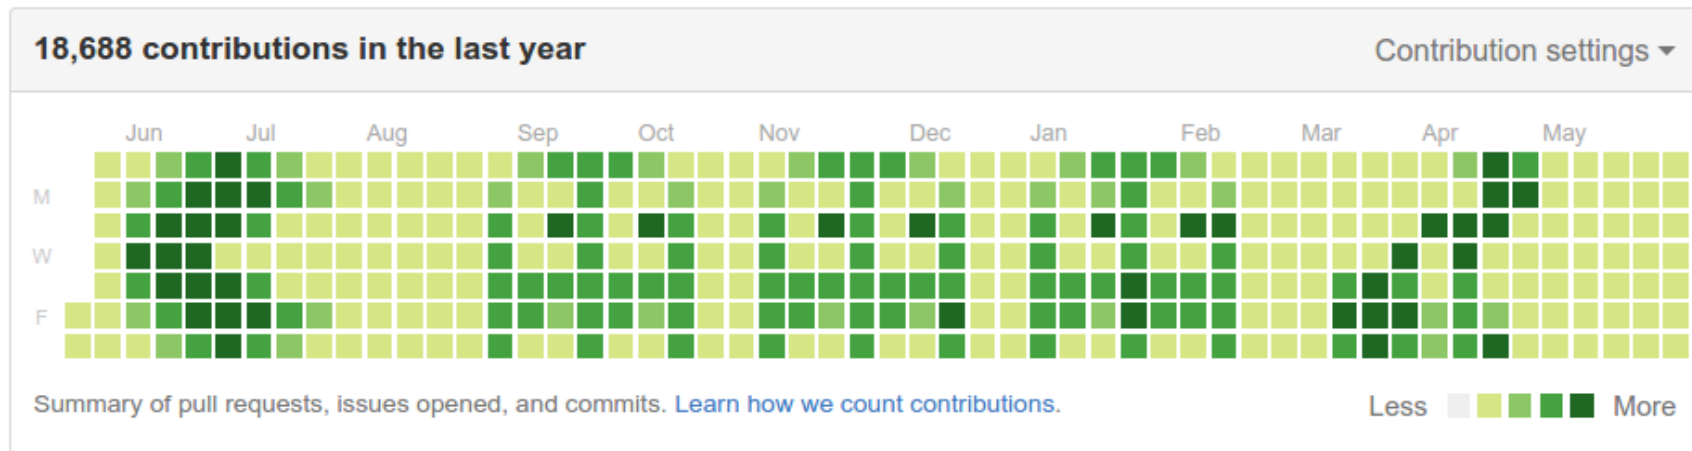 18,688 contributions in the last year
Contribution settings
Jun Jul Aug Sep Oct Nov Dec Jan Feb Mar Apr May
M
W
F
Summary of pull requests, issues opened, and commits. Learn how we count contributions.
Less More